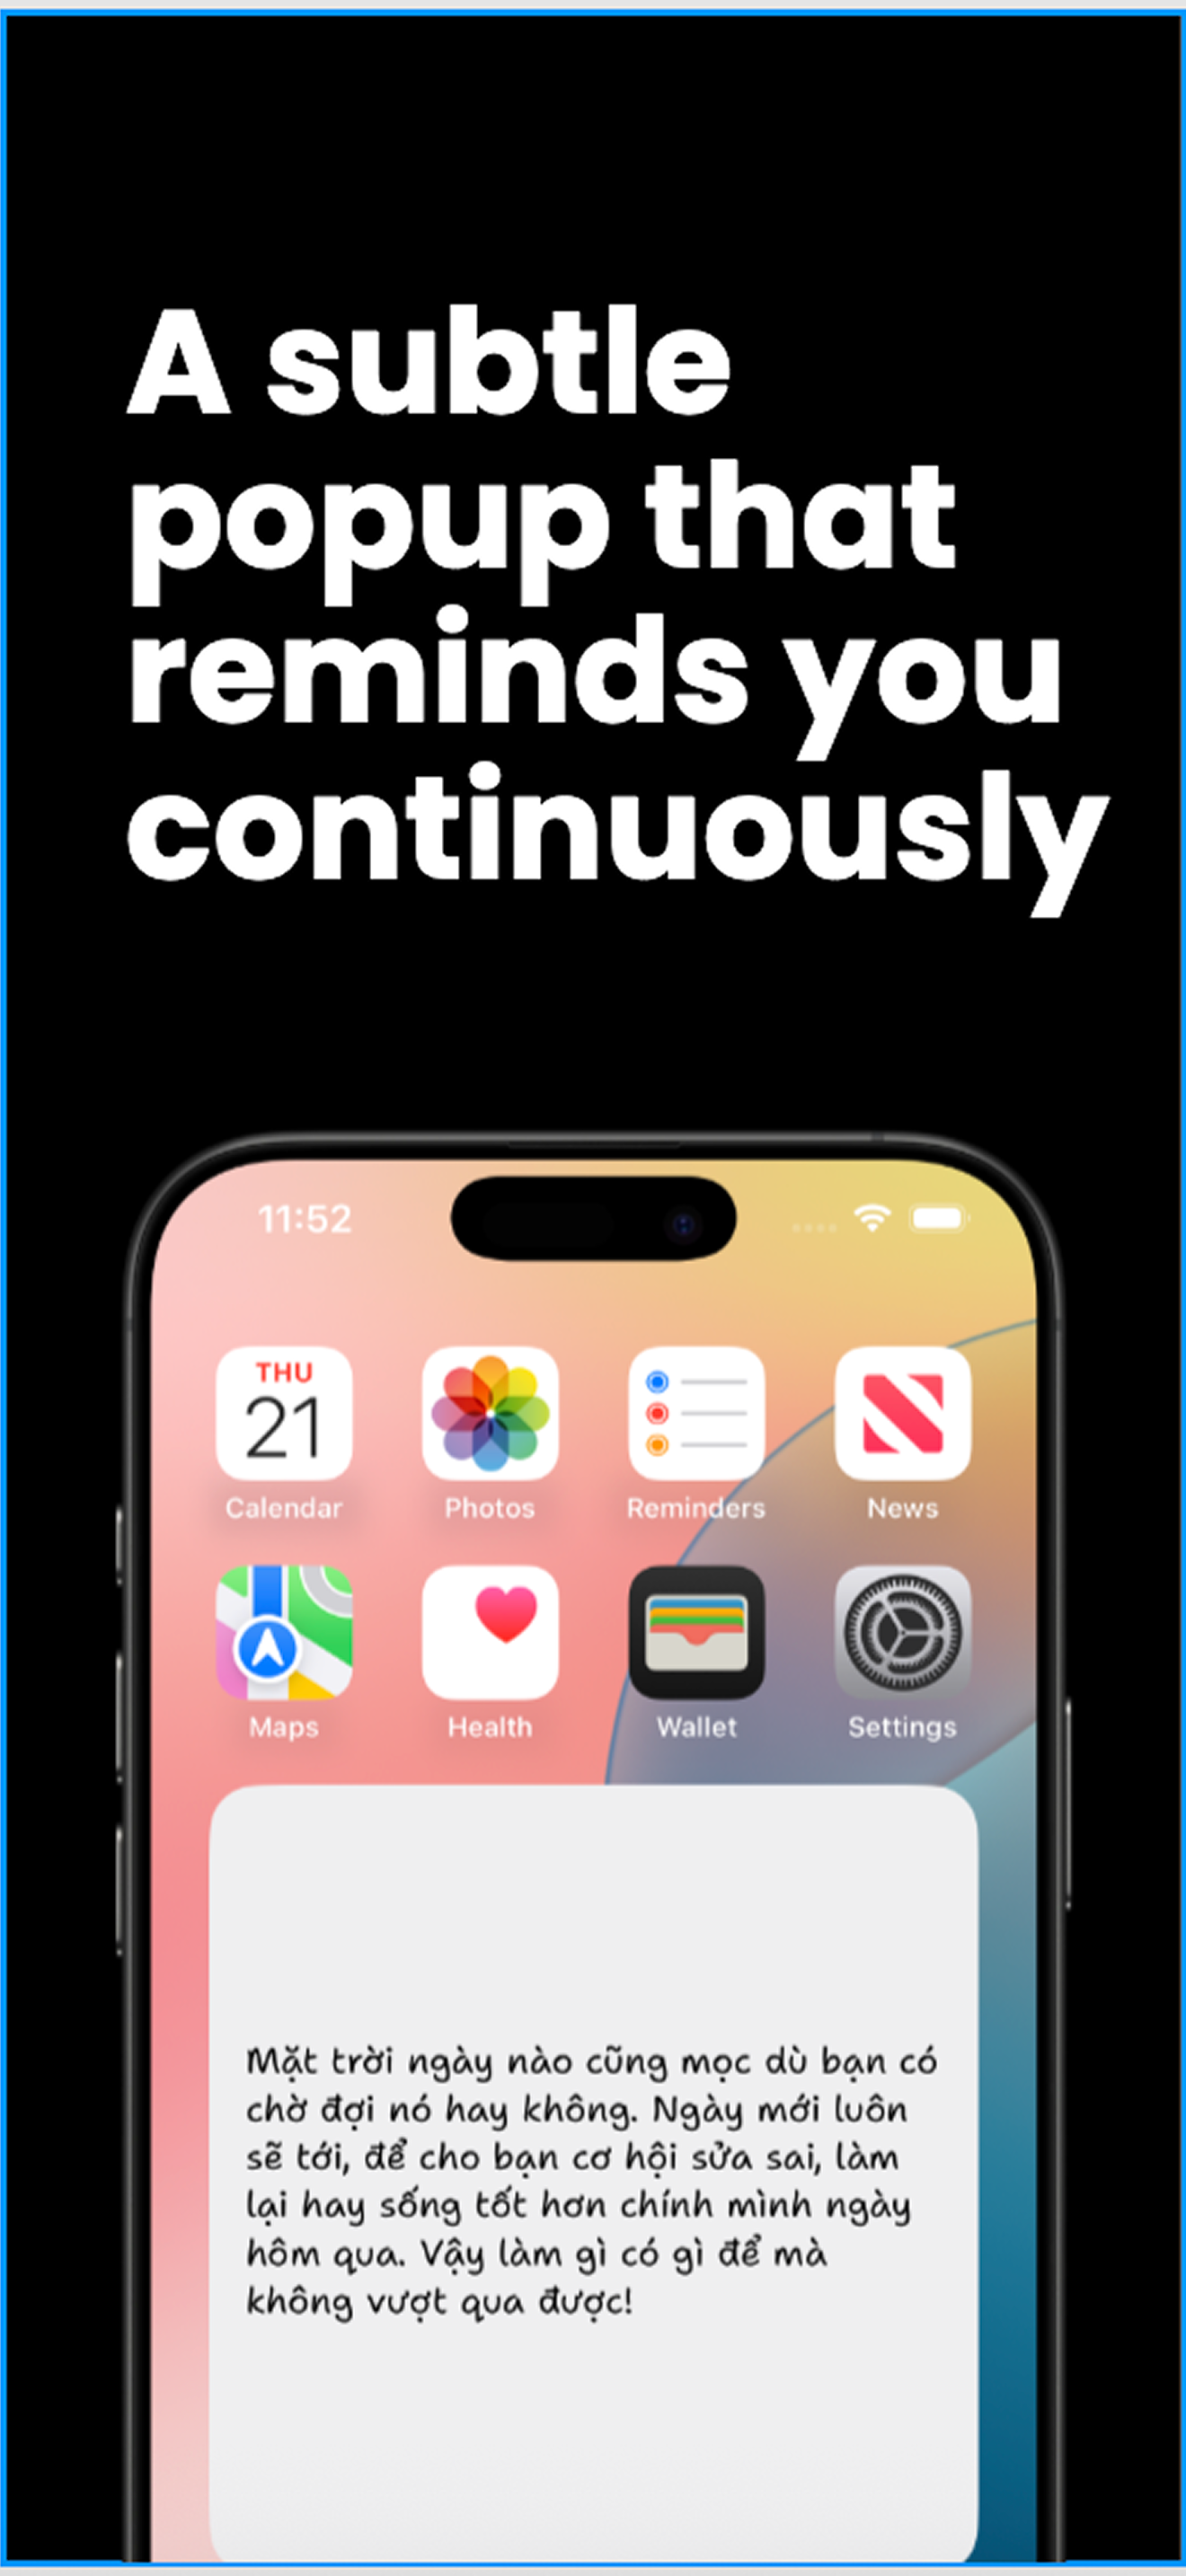 A subtle
popup that
reminds you
continuously
11:52
THU
21
Calendar
Photos
Reminders
News
Maps
Health
Wallet
Settings
Mặt trời ngày nào cũng mọc dù bạn có
chờ đợi nó hay không. Ngày mới luôn
sẽ tới, để cho bạn cơ hội sửa sai, làm
lại hay sống tốt hơn chính mình ngày
hôm qua. Vậy làm gì có gì để mà
không vượt qua được!